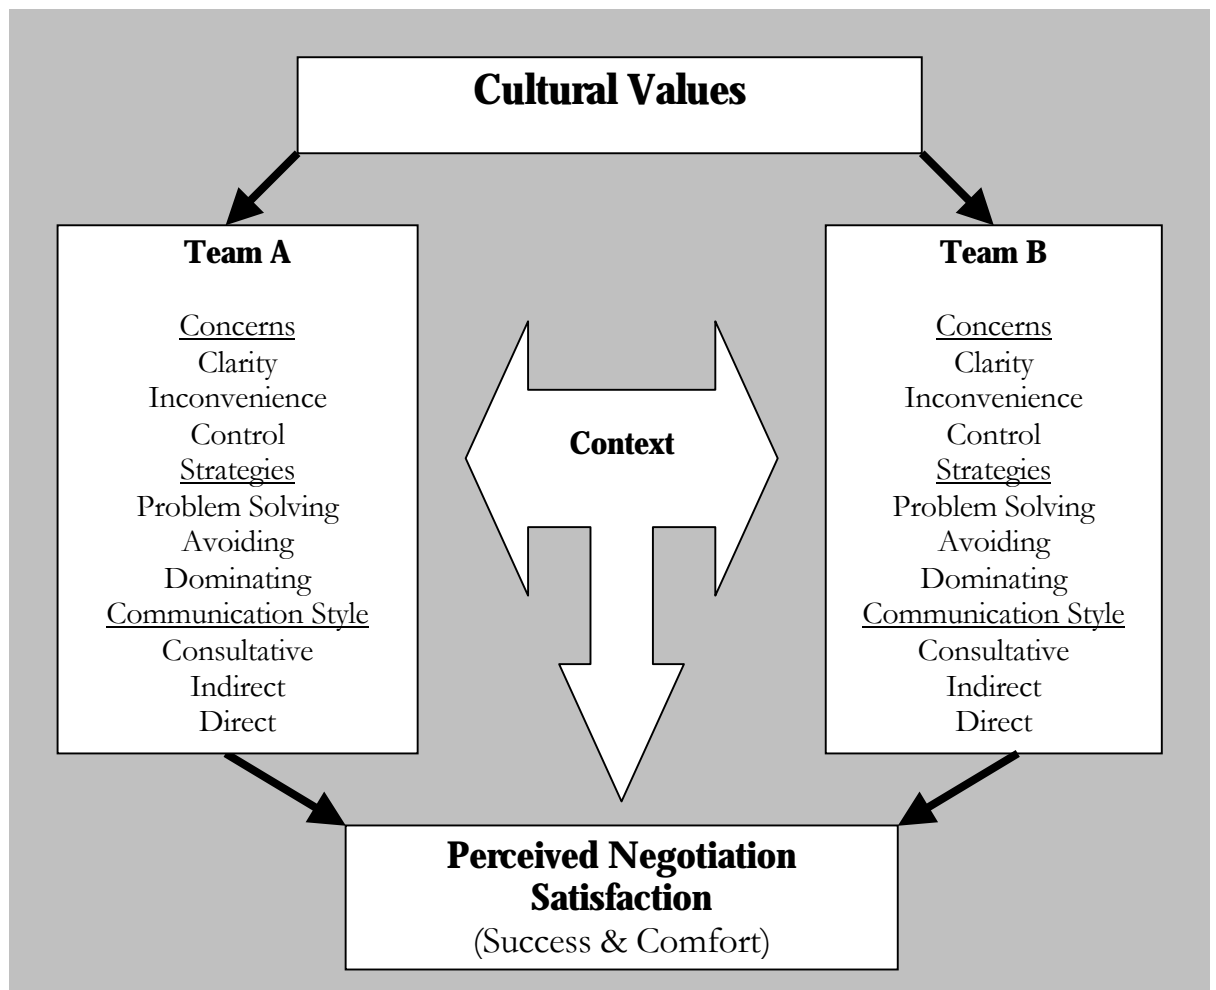 Cultural Values
Team A
Concerns
Clarity
Inconvenience
Control
Strategies
Problem Solving
Avoiding
Dominating
Communication Style
Consultative
Indirect
Direct
Context
Team B
Concerns
Clarity
Inconvenience
Control
Strategies
Problem Solving
Avoiding
Dominating
Communication Style
Consultative
Indirect
Direct
Perceived Negotiation
Satisfaction
(Success & Comfort)